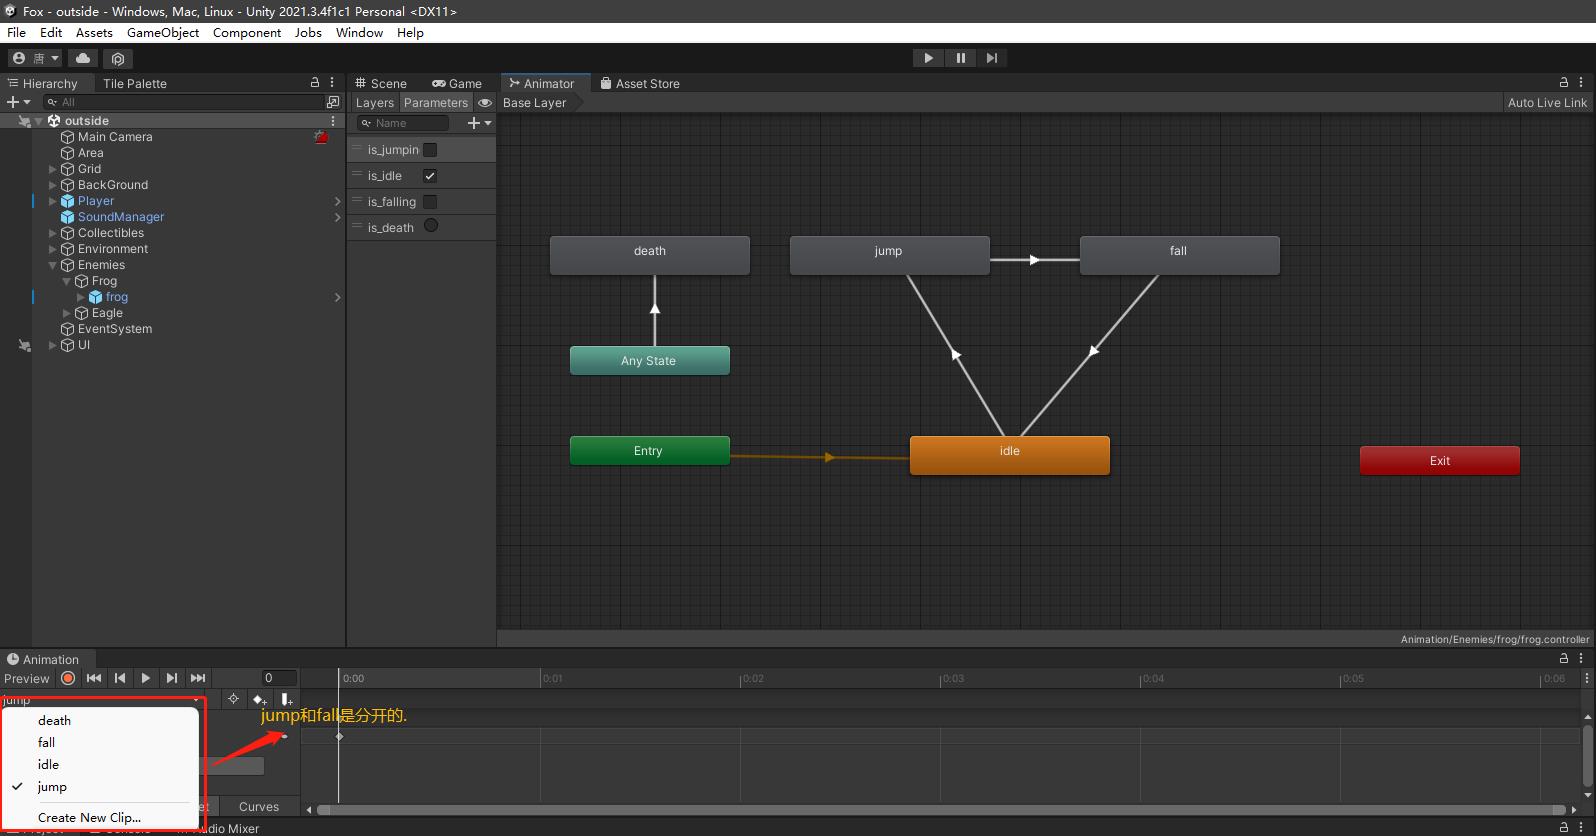 Fox - outside - Windows, Mac, Linux - Unity 2021.3.4f1c1 Personal <DX11>
File Edit Assets GameObject Component Jobs Window Help
唐
Hierarchy Tile Palette
All
outside
Main Camera
Area
Grid
BackGround
Player
SoundManager
Collectibles
Environment
Enemies
Frog
frog
Eagle
EventSystem
UI
Scene Game Animator Asset Store
Layers Parameters Base Layer Auto Live Link
Name
is_jumpin
is_idle
is_falling
is_death
death jump fall
Any State
Entry idle Exit
Animation/Enemies/frog/frog.controller
Animation
Preview 0 0:00 0:01 0:02 0:03 0:04 0:05 0:06
jump
jump和fall是分开的.
death
fall
idle
jump
Create New Clip...
Curves
Audio Mixer